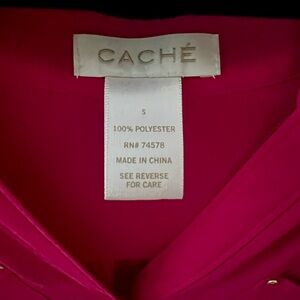 CACHÉ
S
100% POLYESTER
RN# 74578
MADE IN CHINA
SEE REVERSE
FOR CARE